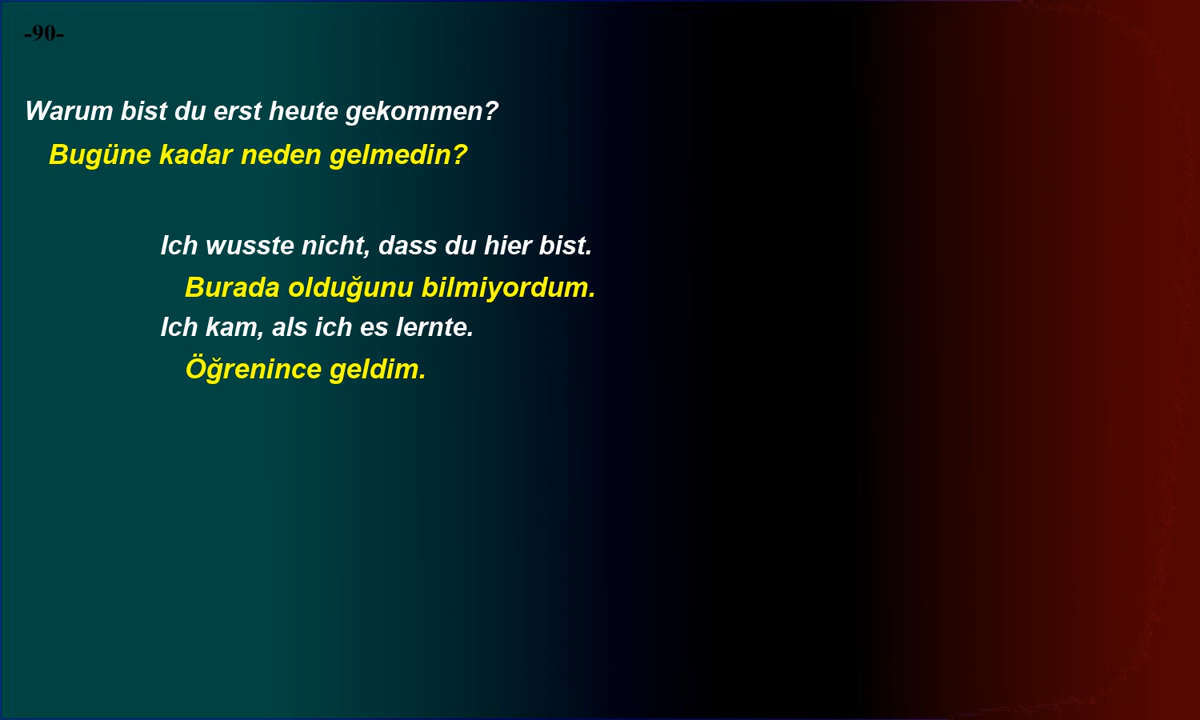 -90-
Warum bist du erst heute gekommen?
Bugüne kadar neden gelmedin?
Ich wusste nicht, dass du hier bist.
Burada olduğunu bilmiyordum.
Ich kam, als ich es lernte.
Öğrenince geldim.